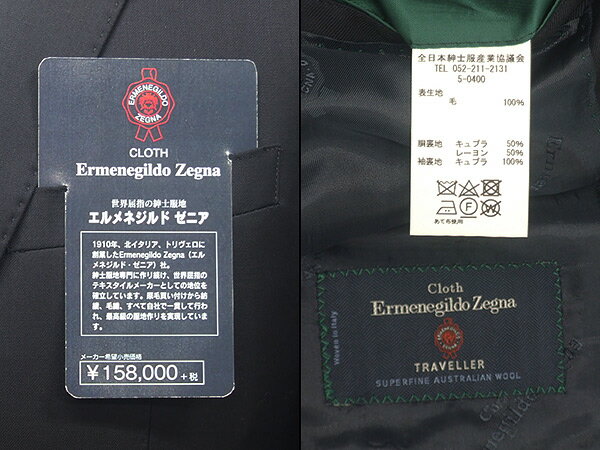 ERMENEGILDO
ZEGNA
CLOTH
Ermenegildo Zegna
世界屈指の紳士服地
エルメネジルド ゼニア
1910年、北イタリア、トリヴェロに
創業したErmenegildo Zegna（エル
メネジルド・ゼニア）社。
紳士服地専門に作り続け、世界屈指の
テキスタイルメーカーとしての地位を
確立しています。原毛買い付けから紡
績、毛織、すべて自社で一貫して行わ
れ、最高級の服地作りを実現していま
す。
メーカー希望小売価格
¥158,000+税
全日本紳士服産業協議会
TEL 052-211-2131
5-0400
表生地
毛 100%
胴裏地 キュプラ 50%
レーヨン 50%
袖裏地 キュプラ 100%
あて布使用
Cloth
Ermenegildo Zegna
Woven in Italy
TRAVELLER
SUPERFINE AUSTRALIAN WOOL